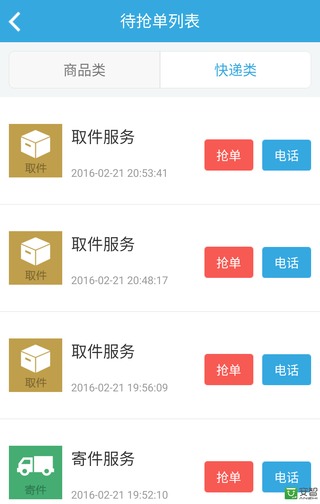 待抢单列表
商品类
快递类
取件服务
取件
2016-02-21 20:53:41
抢单
电话
取件服务
取件
2016-02-21 20:48:17
抢单
电话
取件服务
取件
2016-02-21 19:56:09
抢单
电话
寄件服务
寄件
2016-02-21 19:52:10
抢单
电话
安智